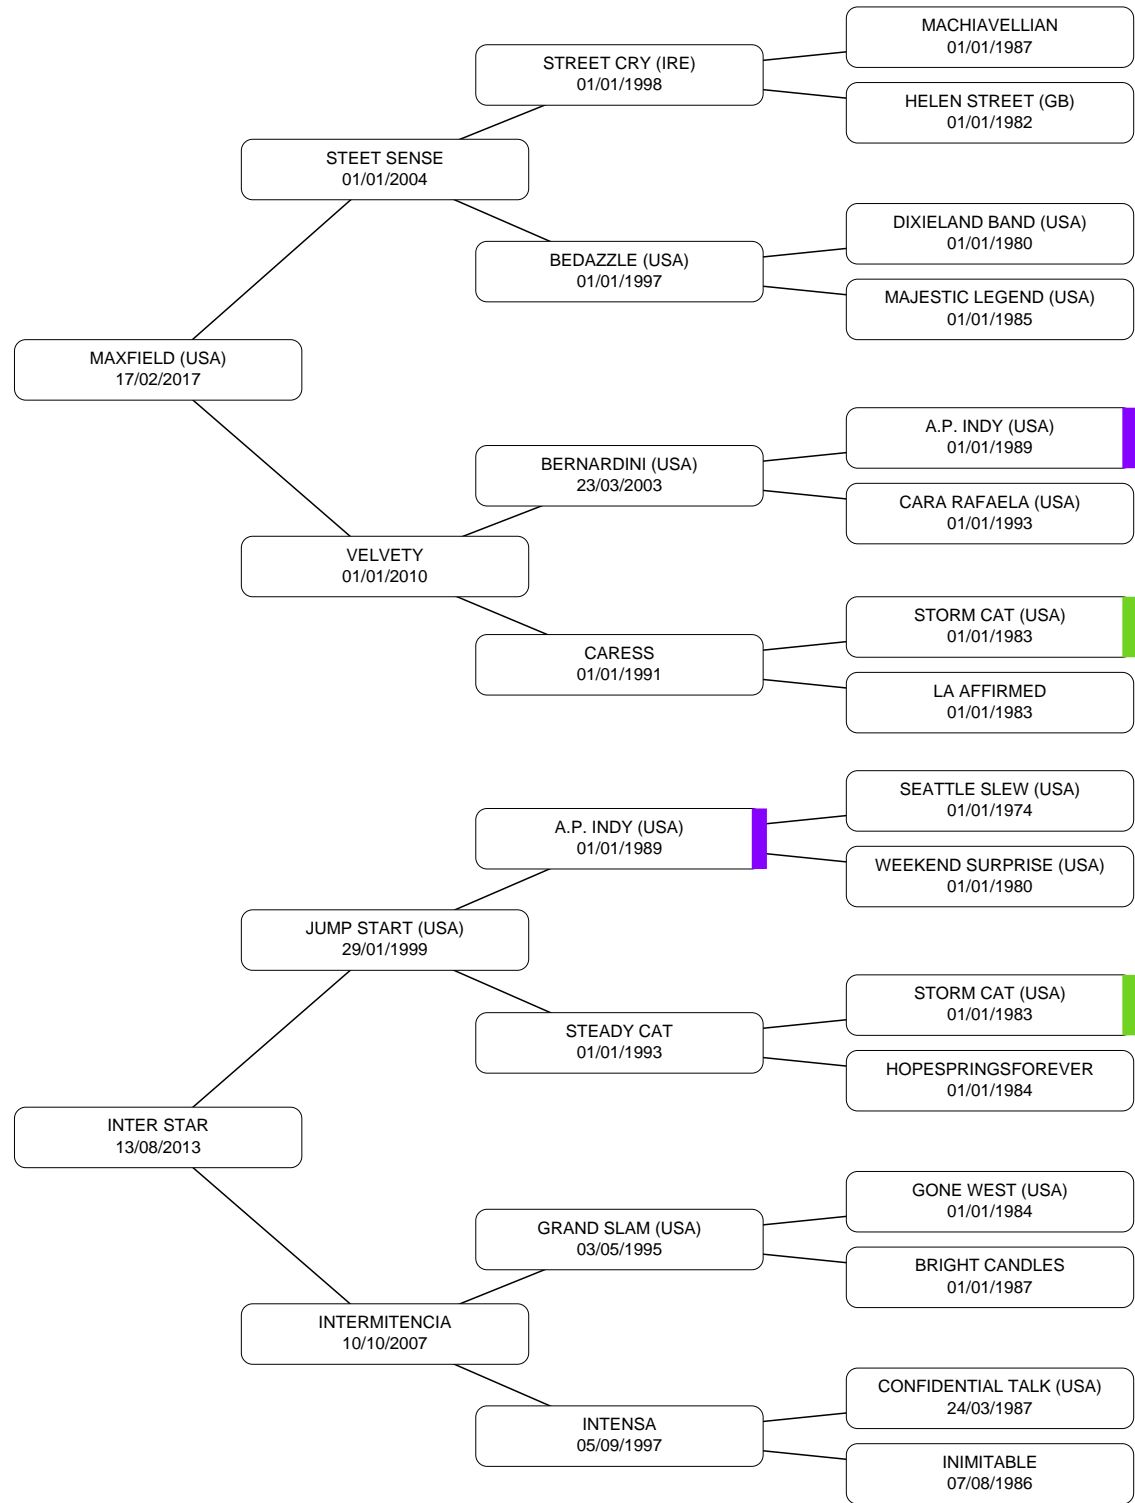 MACHIAVELLIAN
01/01/1987
STREET CRY (IRE)
01/01/1998
HELEN STREET (GB)
01/01/1982
STEET SENSE
01/01/2004
DIXIELAND BAND (USA)
01/01/1980
BEDAZZLE (USA)
01/01/1997
MAJESTIC LEGEND (USA)
01/01/1985
MAXFIELD (USA)
17/02/2017
A.P. INDY (USA)
01/01/1989
BERNARDINI (USA)
23/03/2003
CARA RAFAELA (USA)
01/01/1993
VELVETY
01/01/2010
STORM CAT (USA)
01/01/1983
CARESS
01/01/1991
LA AFFIRMED
01/01/1983
SEATTLE SLEW (USA)
01/01/1974
A.P. INDY (USA)
01/01/1989
WEEKEND SURPRISE (USA)
01/01/1980
JUMP START (USA)
29/01/1999
STORM CAT (USA)
01/01/1983
STEADY CAT
01/01/1993
HOPESPRINGSFOREVER
01/01/1984
INTER STAR
13/08/2013
GONE WEST (USA)
01/01/1984
GRAND SLAM (USA)
03/05/1995
BRIGHT CANDLES
01/01/1987
INTERMITENCIA
10/10/2007
CONFIDENTIAL TALK (USA)
24/03/1987
INTENSA
05/09/1997
INIMITABLE
07/08/1986